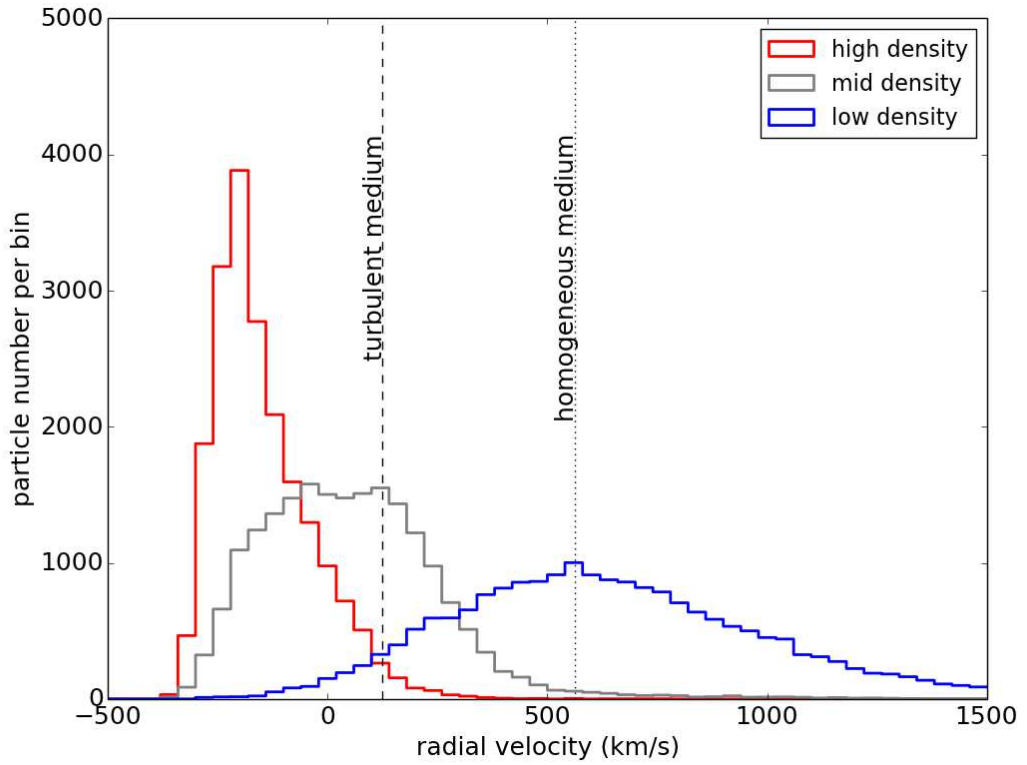 5000
4000
3000
2000
1000
0
particle number per bin
high density
mid density
low density
turbulent medium
homogeneous medium
−500
0
500
1000
1500
radial velocity (km/s)